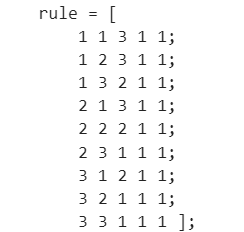 rule = [
1 1 3 1 1;
1 2 3 1 1;
1 3 2 1 1;
2 1 3 1 1;
2 2 2 1 1;
2 3 1 1 1;
3 1 2 1 1;
3 2 1 1 1;
3 3 1 1 1 ];